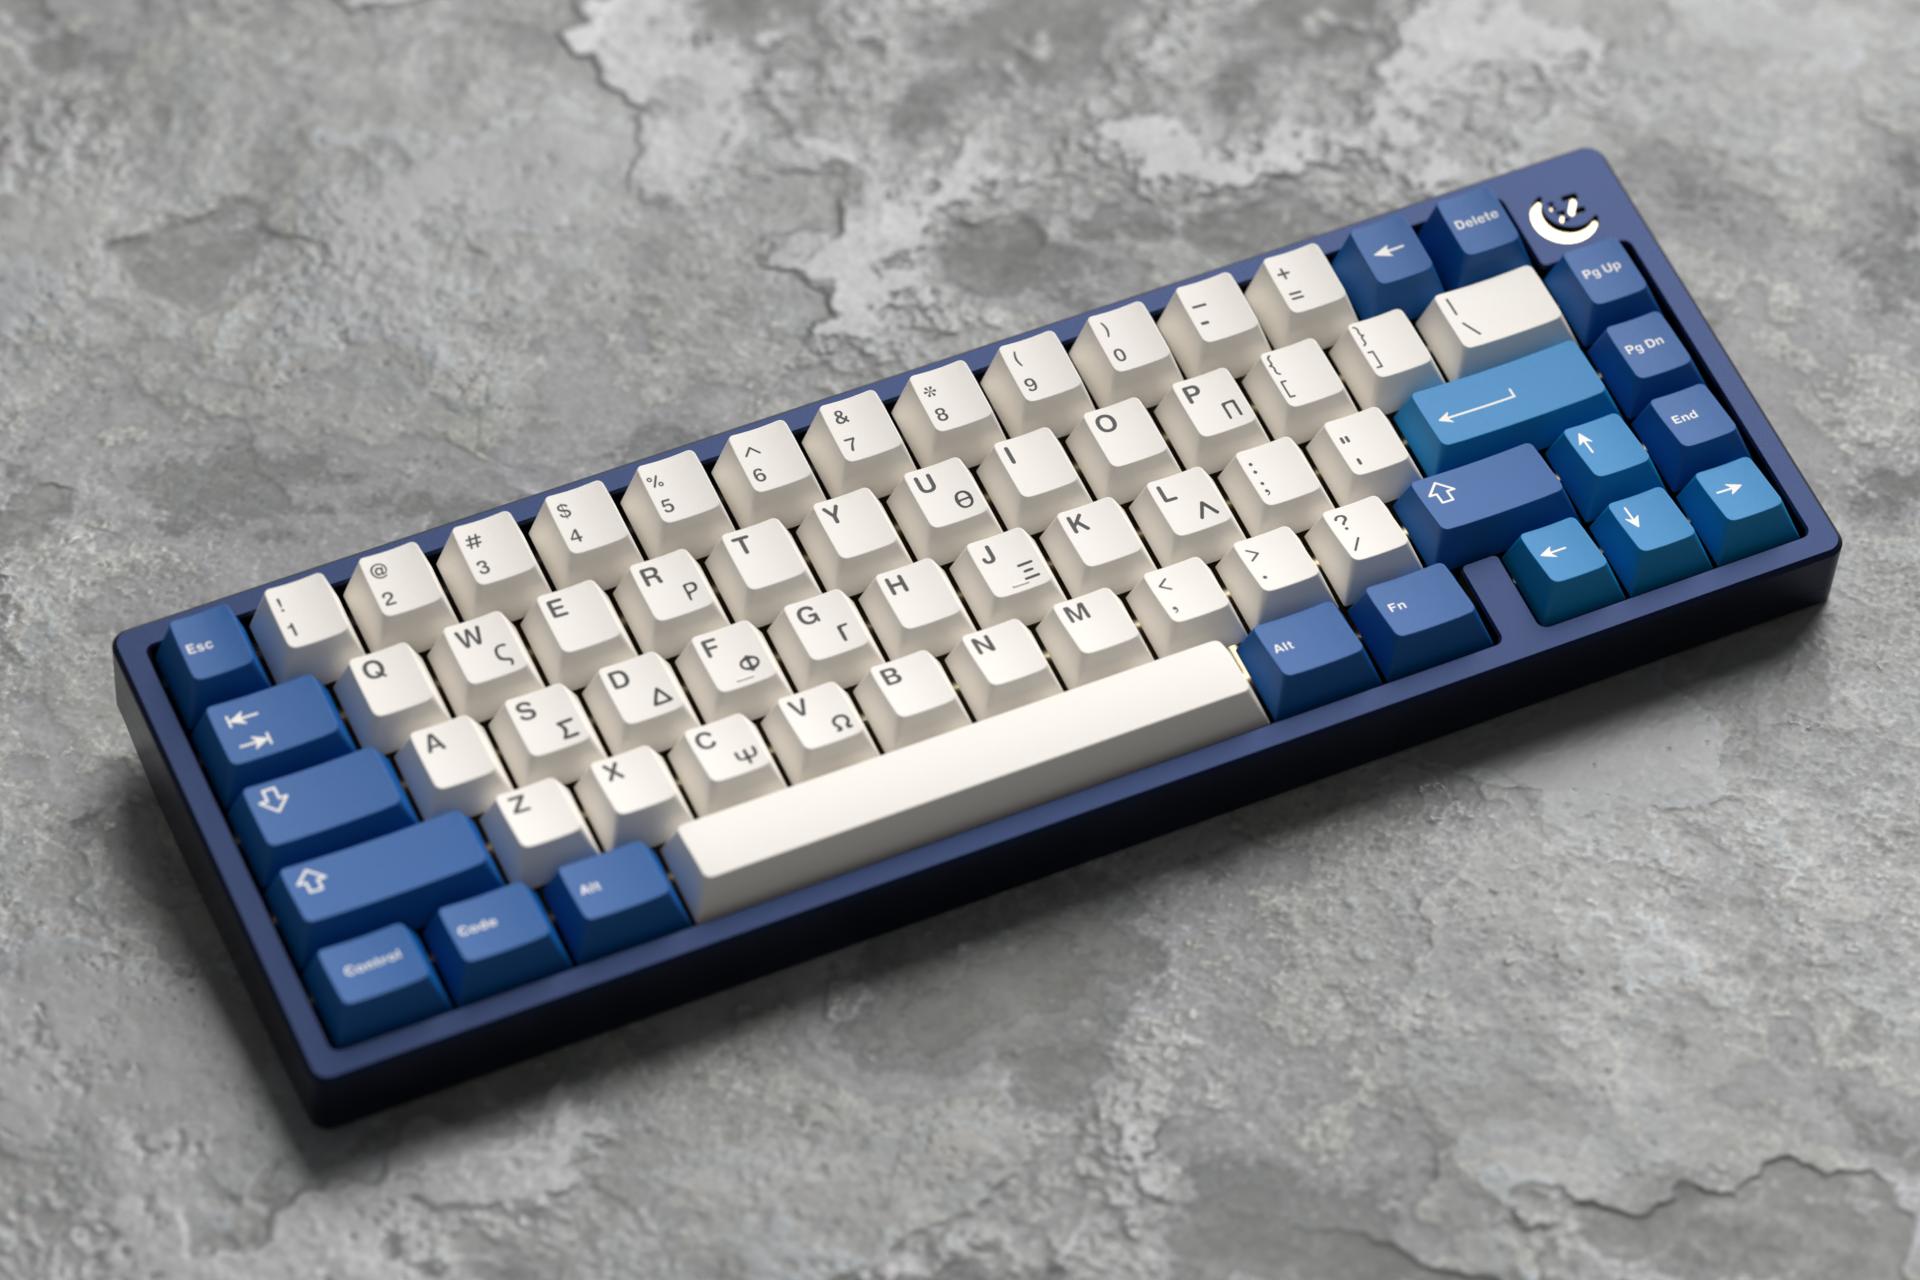 Esc ! 1 @ 2 # 3 $ 4 % 5 ^ 6 & 7 * 8 ( 9 ) 0 _ - + = ← Delete
⇤ ⇥ Q W ς E R ρ T Y U Θ I O P Π { [ } ] | \ Pg Up
⇩ A S Σ D Δ F Φ G Γ H J Ξ K L Λ : ; " ' ↵ Pg Dn
⇧ Z X C Ψ V Ω B N M < , > . ? / ⇧ ↑ End
Control Code Alt Alt Fn ← ↓ →